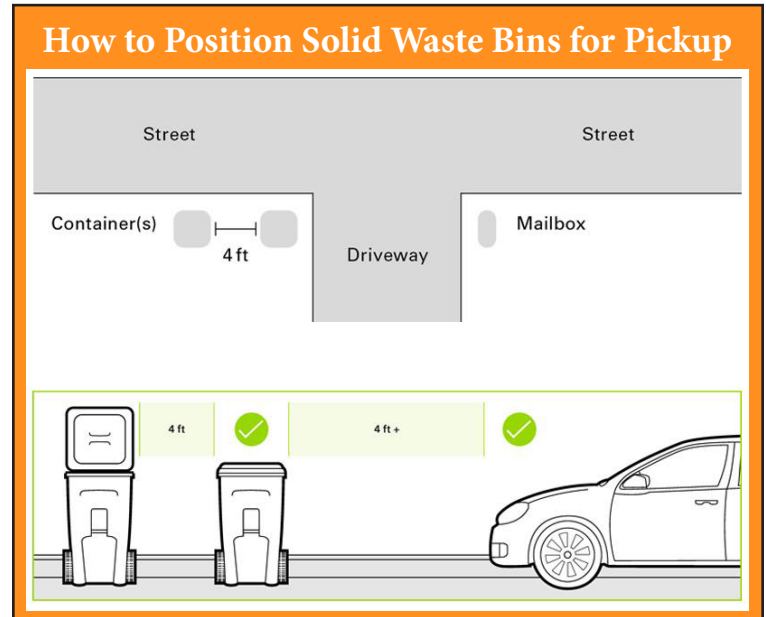 How to Position Solid Waste Bins for Pickup
Street
Street
Container(s)
4 ft
Driveway
Mailbox
4 ft
4 ft +